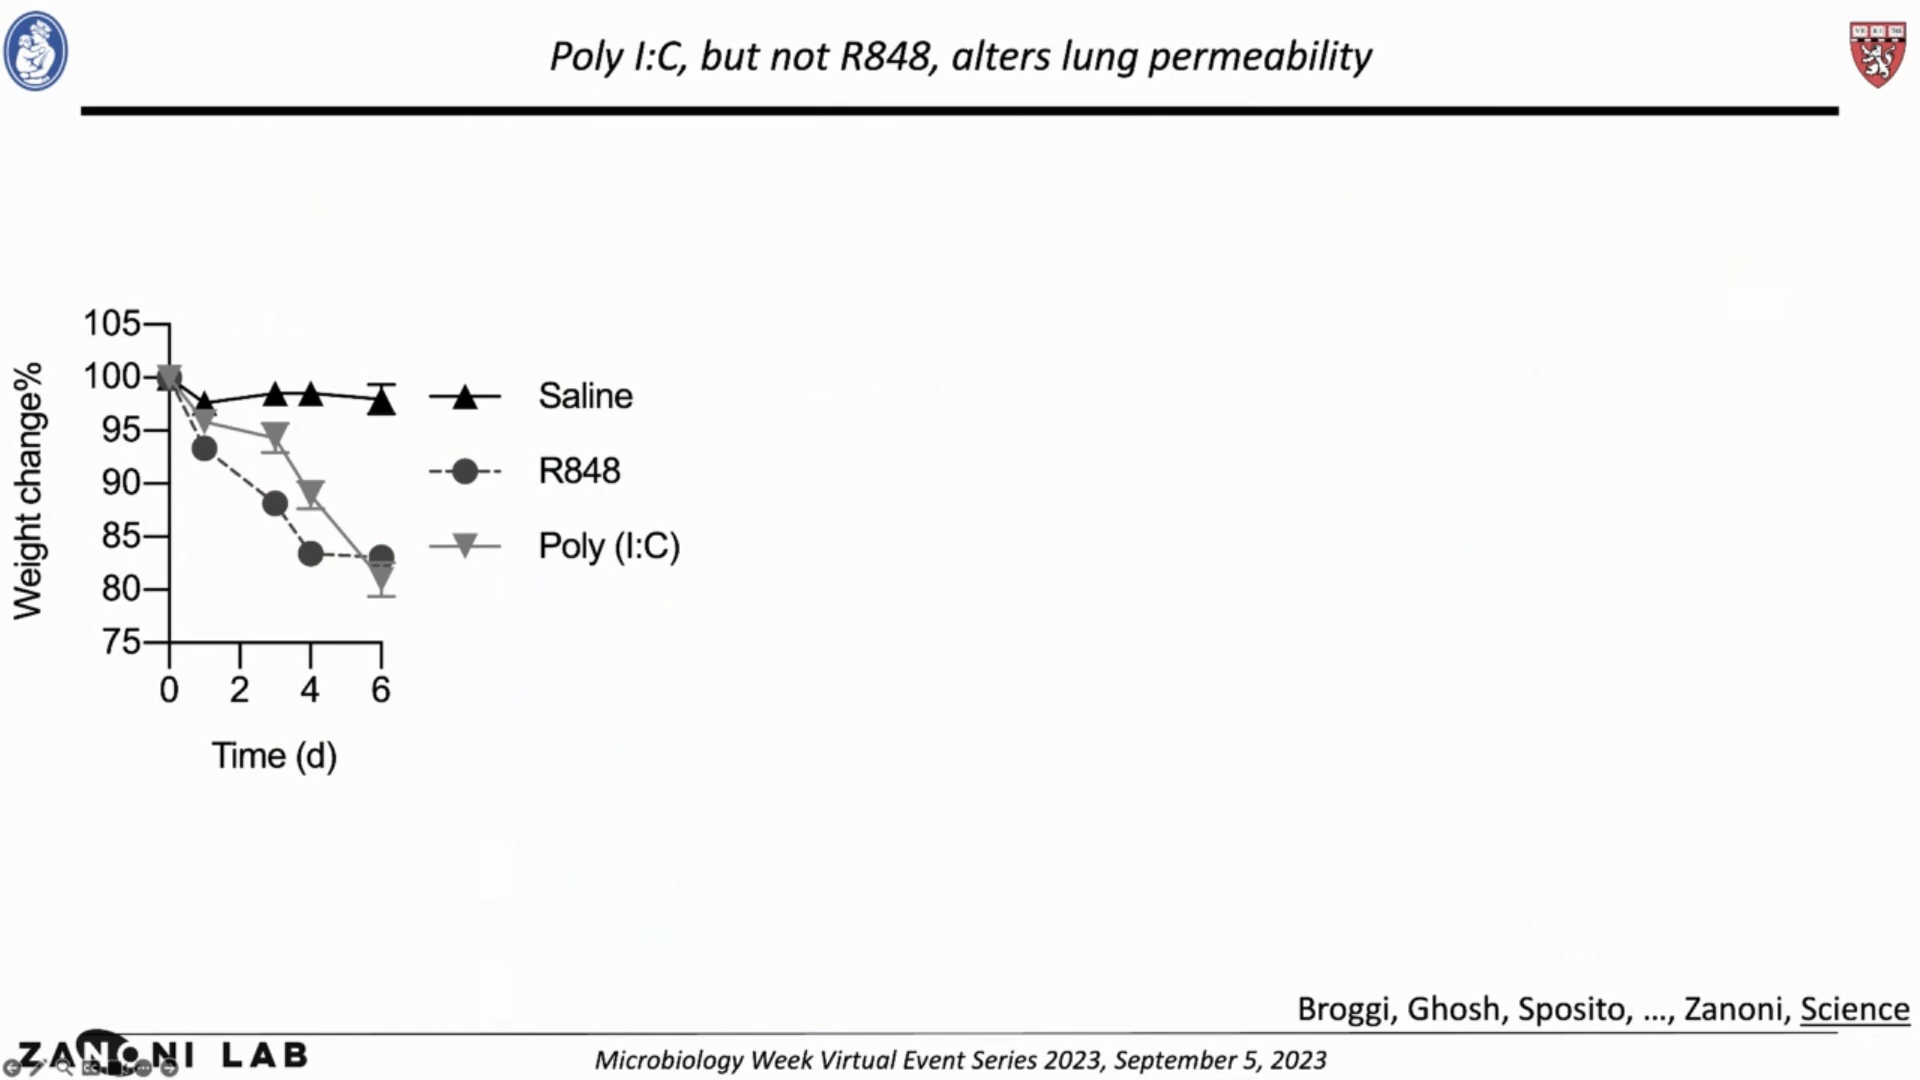 Poly I:C, but not R848, alters lung permeability
105
100
95
90
85
80
75
Weight change%
0 2 4 6
Time (d)
Saline
R848
Poly (I:C)
Broggi, Ghosh, Sposito, ..., Zanoni, Science
ZANONI LAB
Microbiology Week Virtual Event Series 2023, September 5, 2023